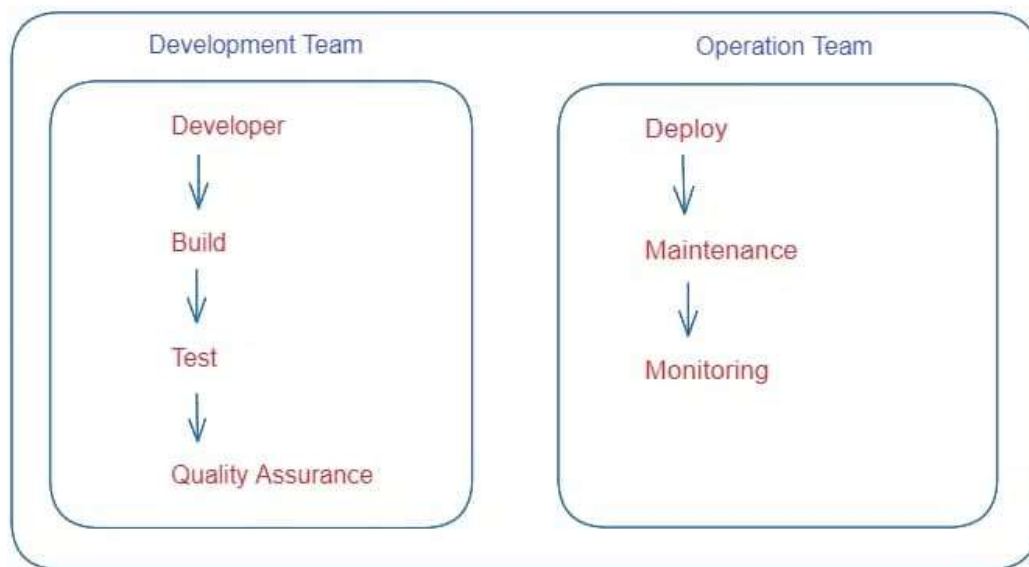 Development Team
Developer
Build
Test
Quality Assurance
Operation Team
Deploy
Maintenance
Monitoring